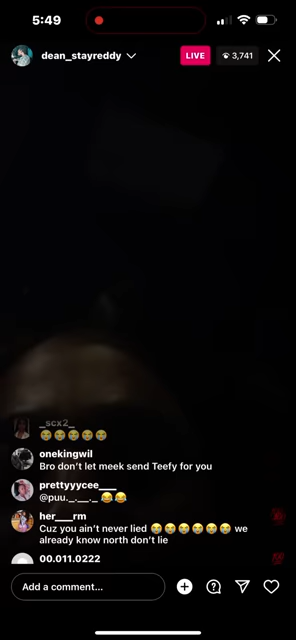 5:49
dean_stayreddy
LIVE
3,741
_scx2_
😭😭😭😭😭
onekingwil
Bro don't let meek send Teefy for you
prettyyycee____
@puu._.__._ 😂😂
her___rm
Cuz you ain't never lied 😭😭😭😭😭😭 we
already know north don't lie
00.011.0222
Add a comment...